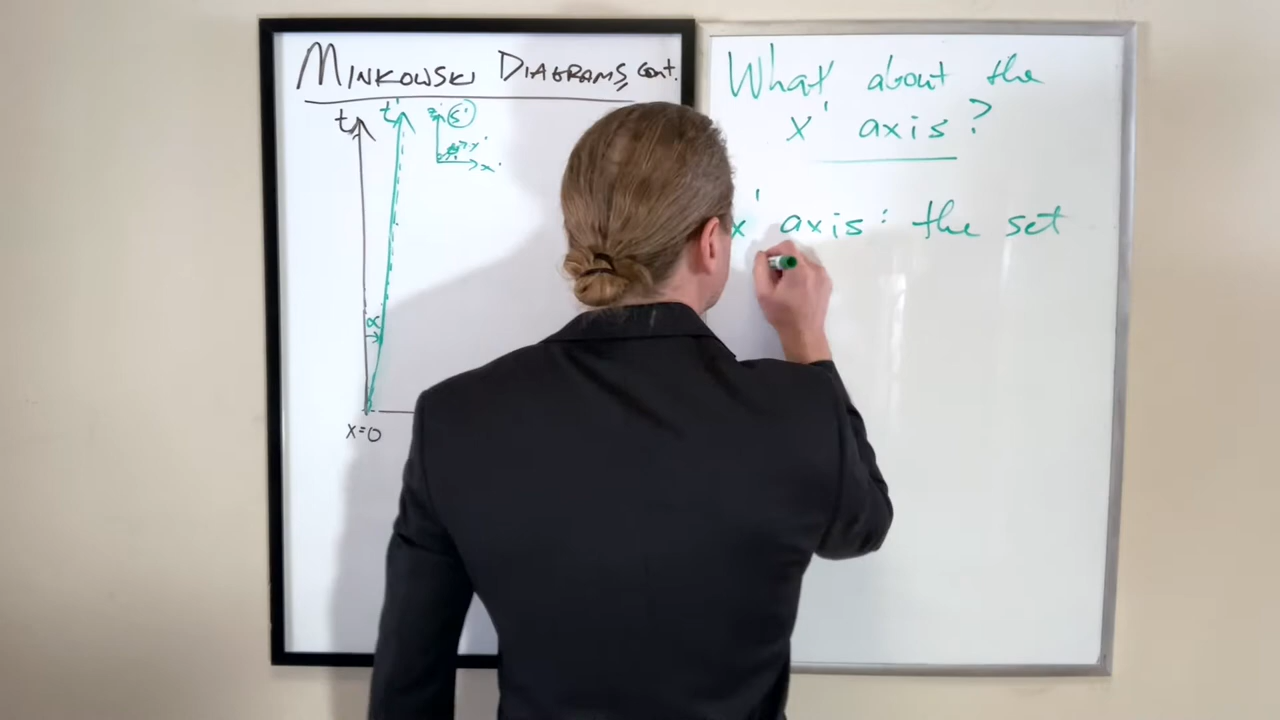 MINKOWSKI DIAGRAMS, cont.
t
t'
z'
S'
y'
x'
α
x=0
What about the
x' axis?
x' axis: the set